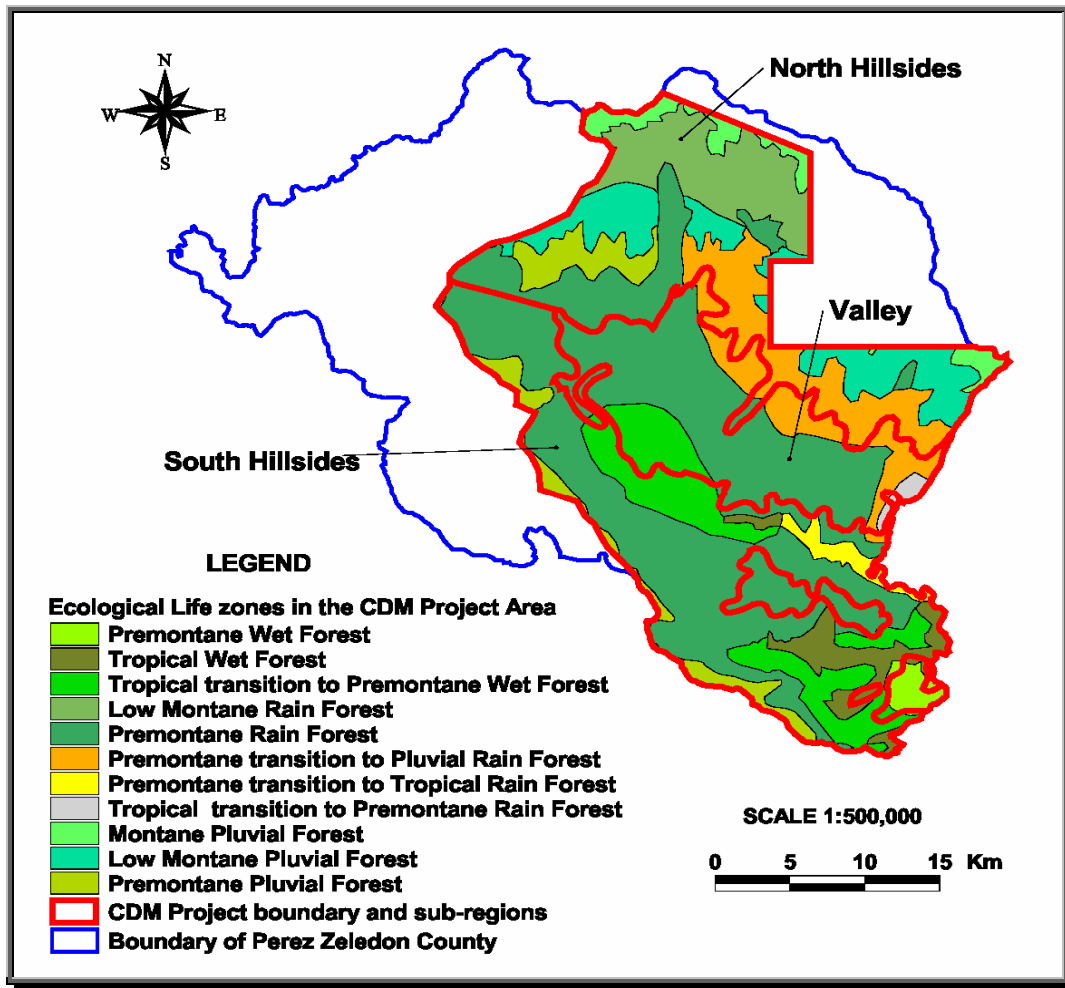 N
North Hillsides
W
E
S
Valley
South Hillsides
LEGEND
Ecological Life zones in the CDM Project Area
Premontane Wet Forest
Tropical Wet Forest
Tropical transition to Premontane Wet Forest
Low Montane Rain Forest
Premontane Rain Forest
Premontane transition to Pluvial Rain Forest
Premontane transition to Tropical Rain Forest
Tropical transition to Premontane Rain Forest
Montane Pluvial Forest
Low Montane Pluvial Forest
Premontane Pluvial Forest
CDM Project boundary and sub-regions
Boundary of Perez Zeledon County
SCALE 1:500,000
0 5 10 15 Km